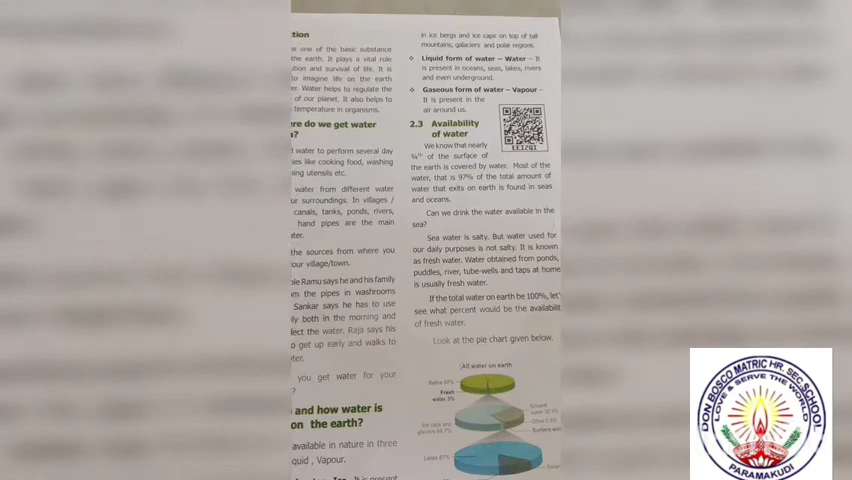 tion
one of the basic substance
the earth. It plays a vital role
ution and survival of life. It is
to imagine life on the earth
er. Water helps to regulate the
of our planet. It also helps to
temperature in organisms.
ere do we get water
?
water to perform several day
ies like cooking food, washing
ing utensils etc.
water from different water
ur surroundings. In villages /
canals, tanks, ponds, rivers,
hand pipes are the main
ter.
the sources from where you
our village/town.
ple Ramu says he and his family
m the pipes in washrooms
Sankar says he has to use
ly both in the morning and
lect the water. Raja says his
o get up early and walks to
ter.
you get water for your
?
and how water is
on the earth?
available in nature in three
quid , Vapour.
in ice bergs and ice caps on top of tall
mountains, galaciers and polar regions.
❖ Liquid form of water – Water – It
is present in oceans, seas, lakes, rivers
and even underground.
❖ Gaseous form of water – Vapour –
It is present in the
air around us.
EEIZQI
2.3 Availability
of water
We know that nearly
¾th of the surface of
the earth is covered by water. Most of the
water, that is 97% of the total amount of
water that exits on earth is found in seas
and oceans.
Can we drink the water available in the
sea?
Sea water is salty. But water used for
our daily purposes is not salty. It is known
as fresh water. Water obtained from ponds,
puddles, river, tube-wells and taps at home
is usually fresh water.
If the total water on earth be 100%, let'
see what percent would be the availabilit
of fresh water.
Look at the pie chart given below.
All water on earth
Saline 97%
Fresh
water 3%
Ground
water 30.1%
Other 0.9%
Ice caps and
glaciers 68.7%
Surface wat
Lakes 87%
DON BOSCO MATRIC HR. SEC. SCHOOL
LOVE & SERVE THE WORLD
PARAMAKUDI